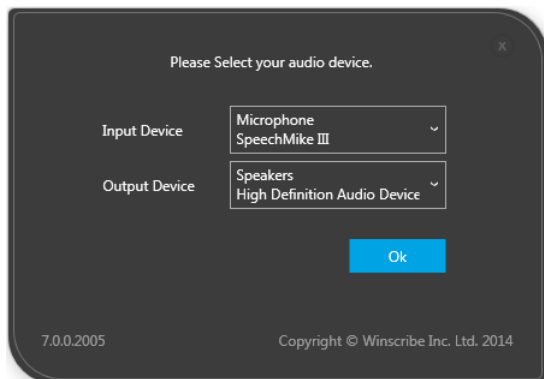 x
Please Select your audio device.
Input Device
Microphone
SpeechMike III
Output Device
Speakers
High Definition Audio Device
Ok
7.0.0.2005
Copyright © Winscribe Inc. Ltd. 2014